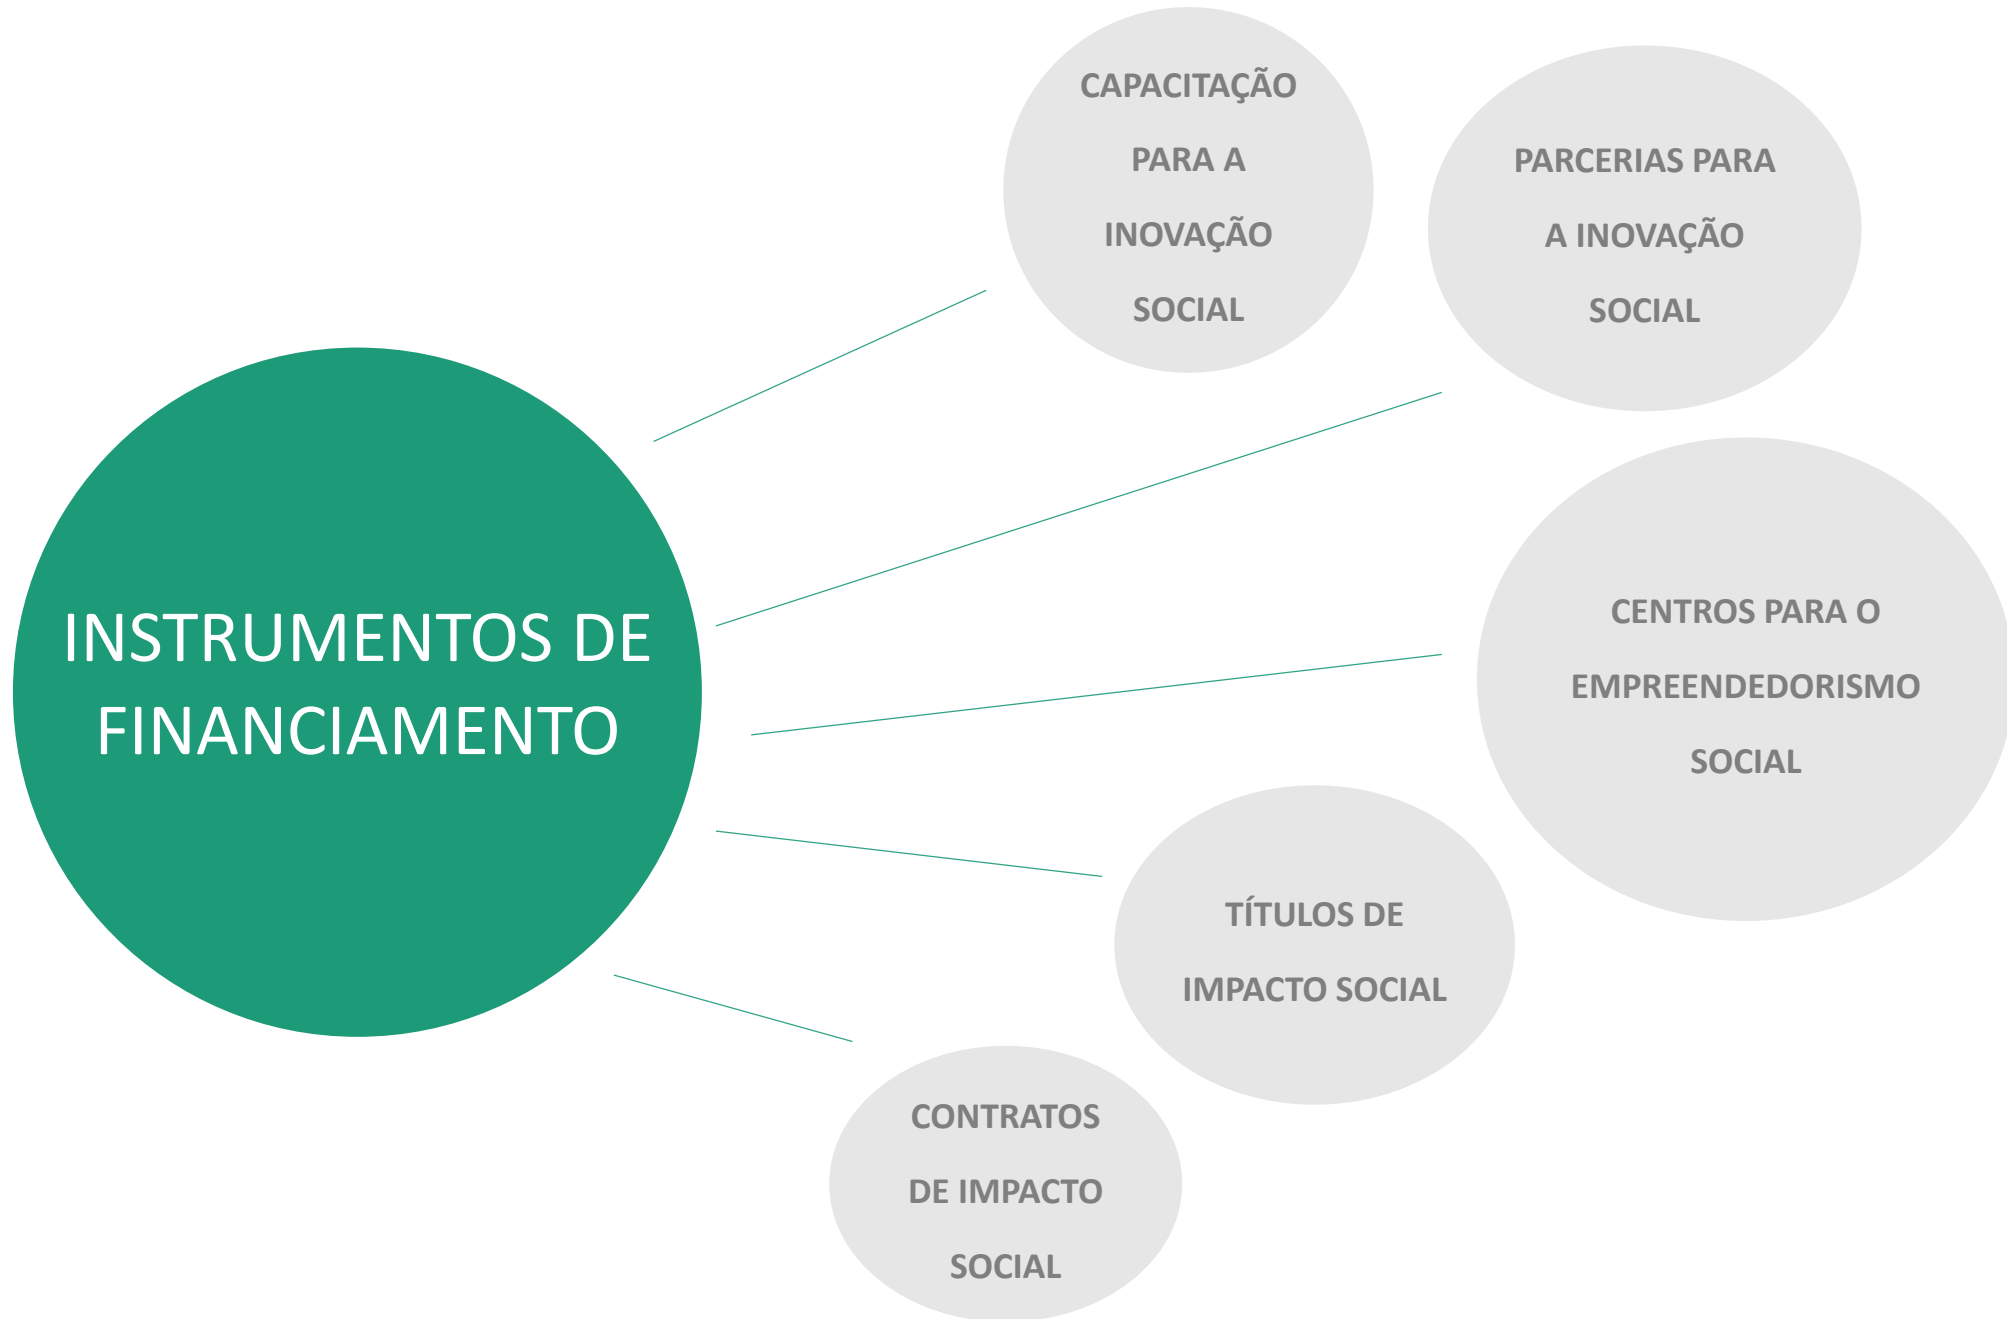 INSTRUMENTOS DE
FINANCIAMENTO
CAPACITAÇÃO
PARA A
INOVAÇÃO
SOCIAL
PARCERIAS PARA
A INOVAÇÃO
SOCIAL
CENTROS PARA O
EMPREENDEDORISMO
SOCIAL
TÍTULOS DE
IMPACTO SOCIAL
CONTRATOS
DE IMPACTO
SOCIAL